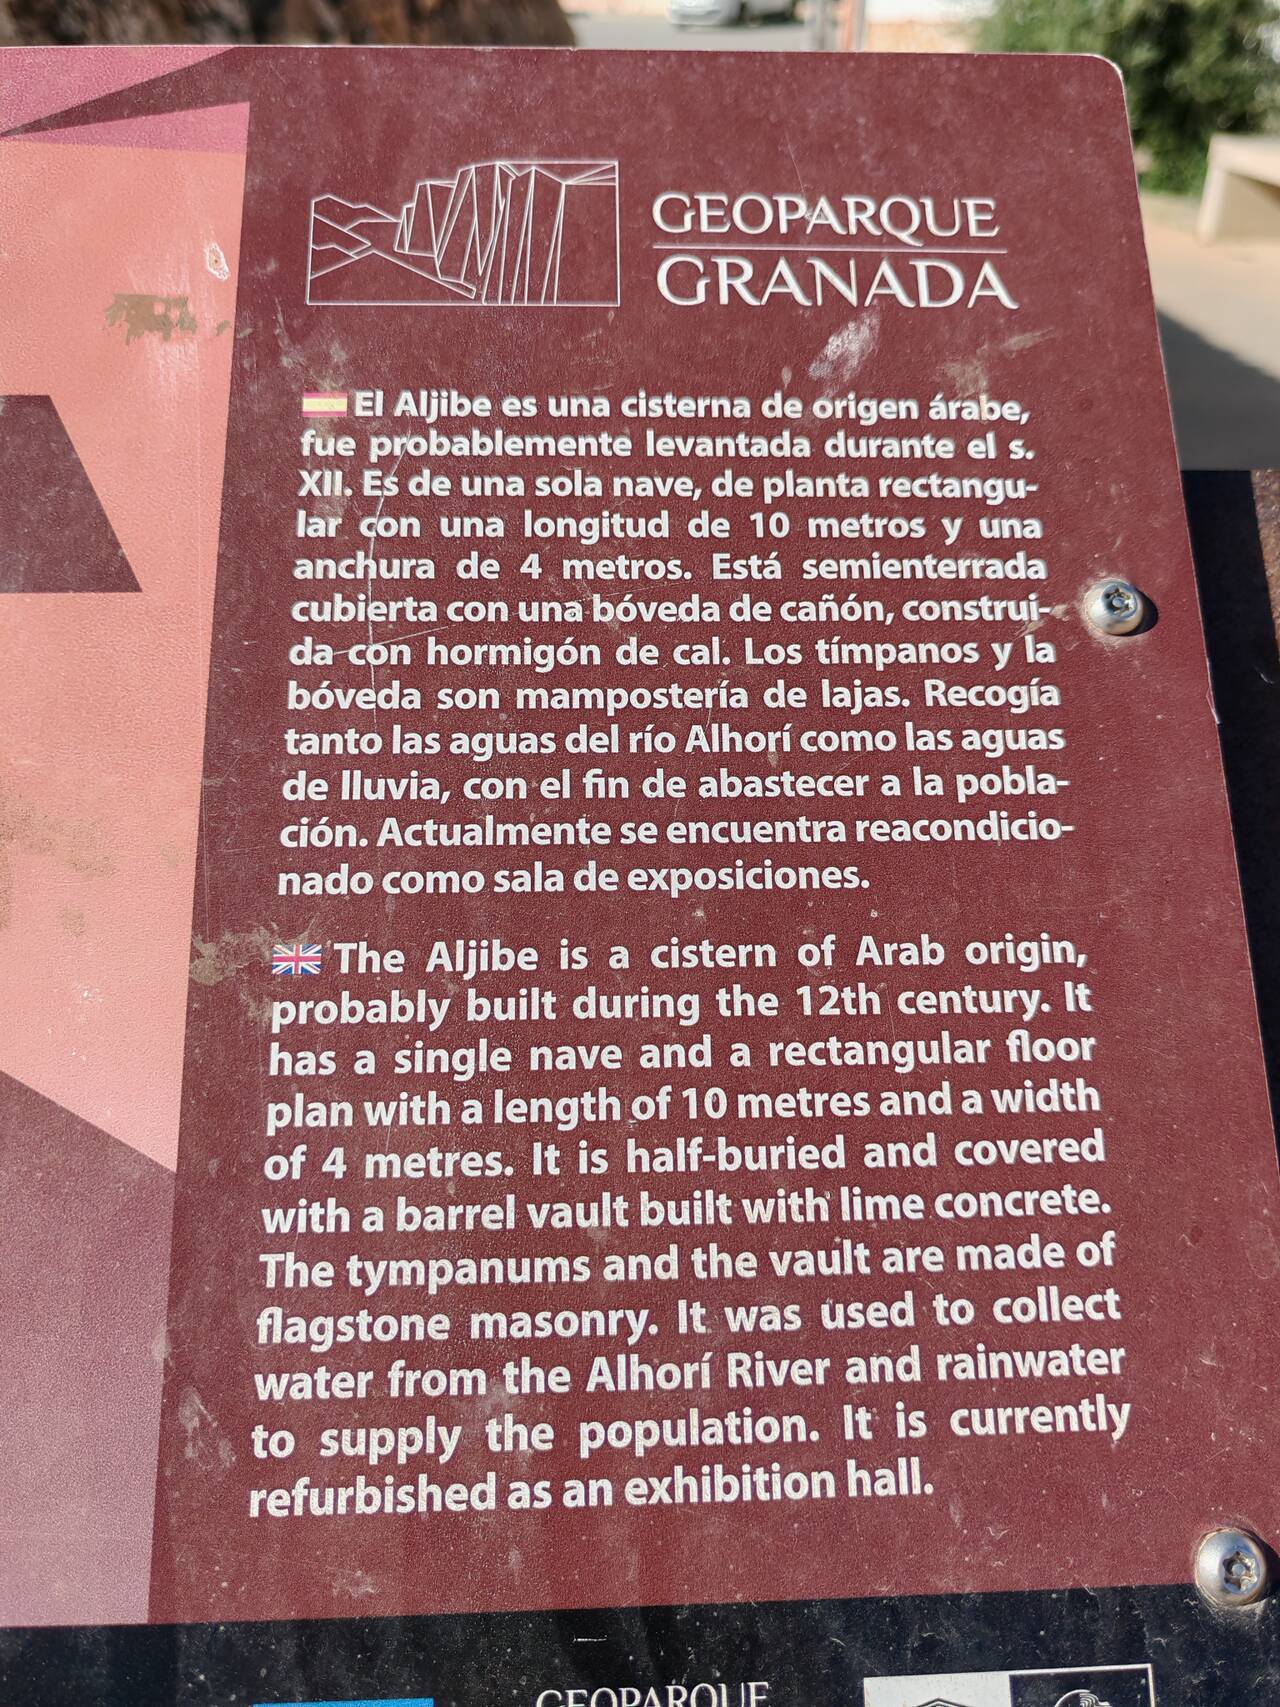 GEOPARQUE
GRANADA
El Aljibe es una cisterna de origen árabe,
fue probablemente levantada durante el s.
XII. Es de una sola nave, de planta rectangu-
lar con una longitud de 10 metros y una
anchura de 4 metros. Está semienterrada
cubierta con una bóveda de cañón, construi-
da con hormigón de cal. Los tímpanos y la
bóveda son mampostería de lajas. Recogía
tanto las aguas del río Alhorí como las aguas
de lluvia, con el fin de abastecer a la pobla-
ción. Actualmente se encuentra reacondicio-
nado como sala de exposiciones.
The Aljibe is a cistern of Arab origin,
probably built during the 12th century. It
has a single nave and a rectangular floor
plan with a length of 10 metres and a width
of 4 metres. It is half-buried and covered
with a barrel vault built with lime concrete.
The tympanums and the vault are made of
flagstone masonry. It was used to collect
water from the Alhorí River and rainwater
to supply the population. It is currently
refurbished as an exhibition hall.
GEOPARQUE